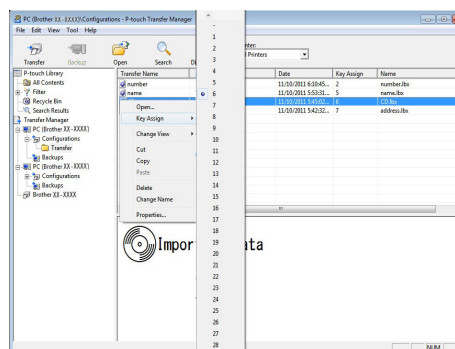 PC (Brother XX-XXXX)\Configurations - P-touch Transfer Manager
File Edit View Tool Help
Transfer Backup Open Search
Printers
P-touch Library
All Contents
Filter
Recycle Bin
Search Results
Transfer Manager
PC (Brother XX-XXXX)
Configurations
Transfer
Backups
PC (Brother XX-XXXX)
Configurations
Backups
Brother XX-XXXX
Transfer Name Date Key Assign Name
number 11/10/2011 6:10:45... 2 number.lbx
name 11/10/2011 5:53:31... 5 name.lbx
11/10/2011 5:45:02... 6 CD.lbx
11/10/2011 5:42:32... 7 address.lbx
Open...
Key Assign
Change View
Cut
Copy
Paste
Delete
Change Name
Properties...
-
1
2
3
4
5
6
7
8
9
10
11
12
13
14
15
16
17
18
19
20
21
22
23
24
25
26
27
28
Impor ata
NUM